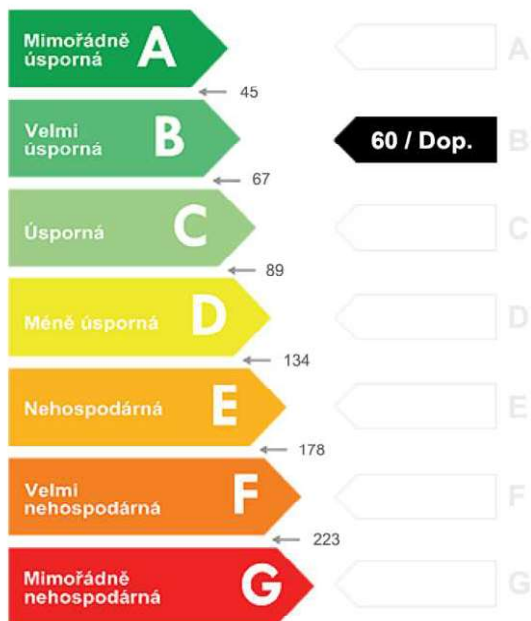 Mimořádně
úsporná A
A
45
Velmi
úsporná B
60 / Dop.
B
67
Úsporná C
C
89
Méně úsporná D
D
134
Nehospodárná E
E
178
Velmi
nehospodárná F
F
223
Mimořádně
nehospodárná G
G